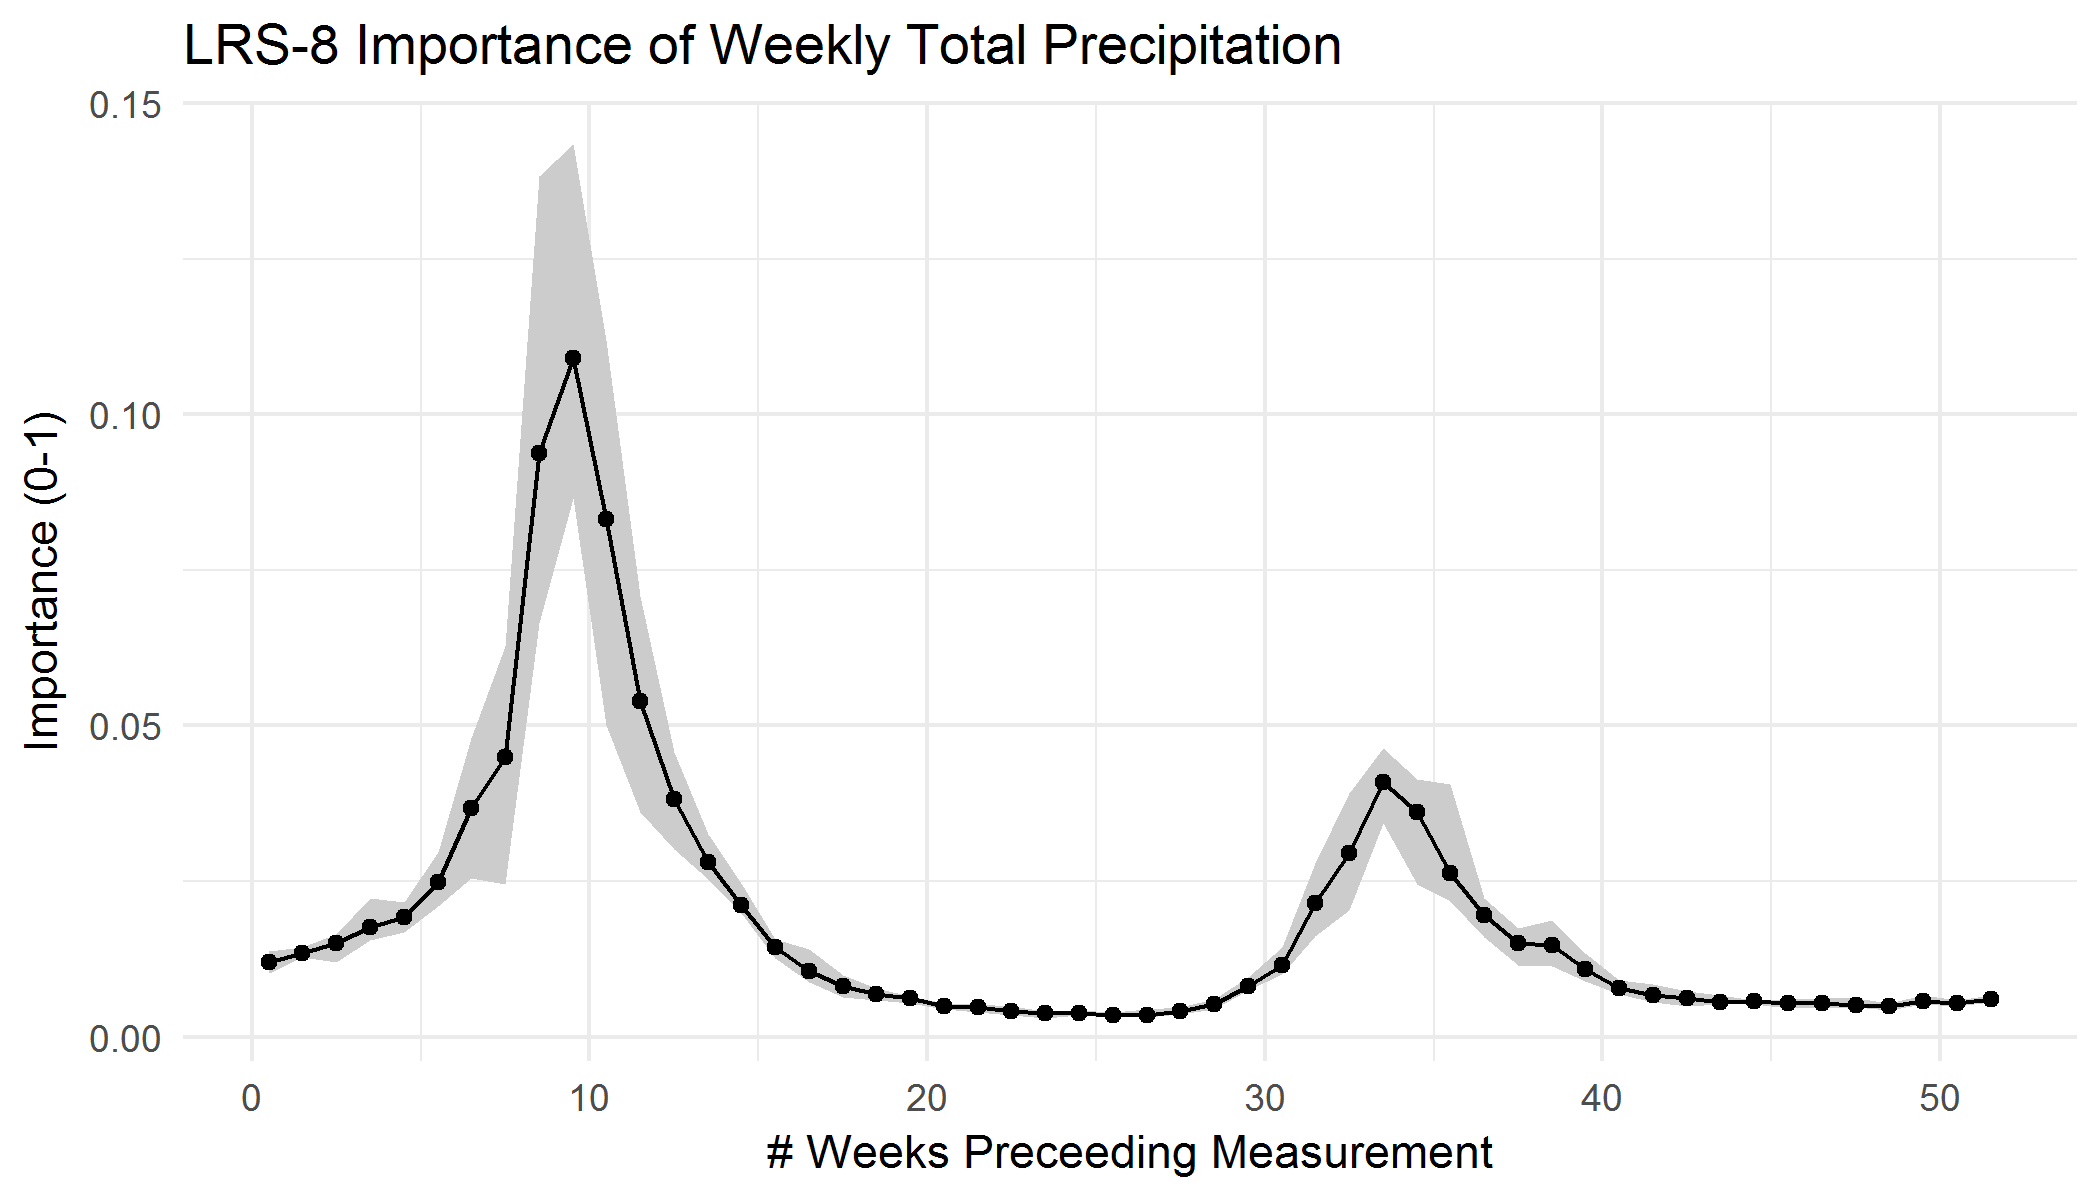 LRS-8 Importance of Weekly Total Precipitation
0.15
0.10
0.05
0.00
Importance (0-1)
0 10 20 30 40 50
# Weeks Preceeding Measurement